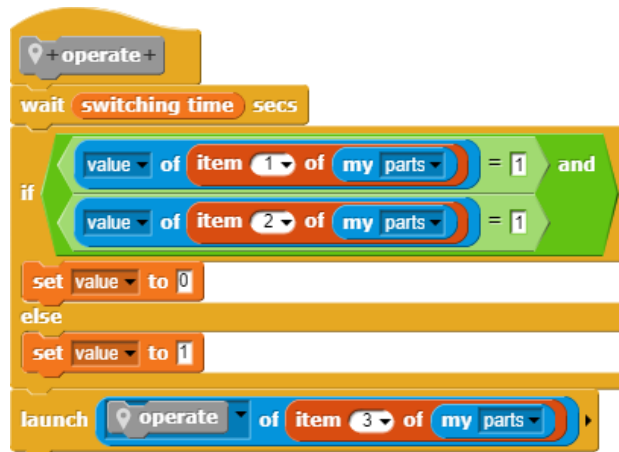 +operate+
wait switching time secs
if value of item 1 of my parts = 1 and
value of item 2 of my parts = 1
set value to 0
else
set value to 1
launch operate of item 3 of my parts